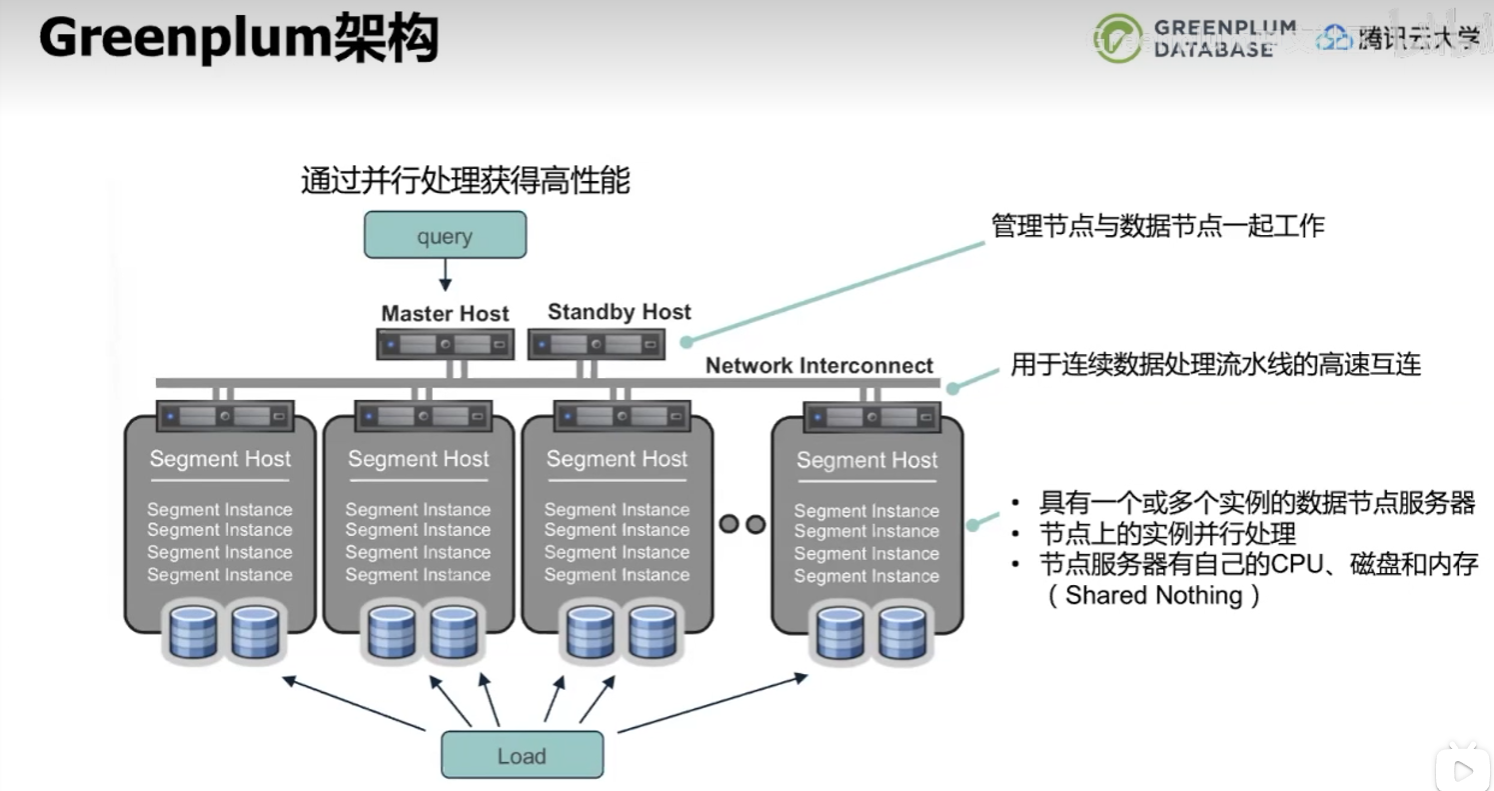 Greenplum架构
GREENPLUM
DATABASE
腾讯云大学
通过并行处理获得高性能
query
管理节点与数据节点一起工作
Master Host
Standby Host
Network Interconnect
用于连续数据处理流水线的高速互连
Segment Host
Segment Instance
Segment Instance
Segment Instance
Segment Instance
Segment Host
Segment Instance
Segment Instance
Segment Instance
Segment Instance
Segment Host
Segment Instance
Segment Instance
Segment Instance
Segment Instance
Segment Host
Segment Instance
Segment Instance
Segment Instance
Segment Instance
• 具有一个或多个实例的数据节点服务器
• 节点上的实例并行处理
• 节点服务器有自己的CPU、磁盘和内存
（Shared Nothing）
Load